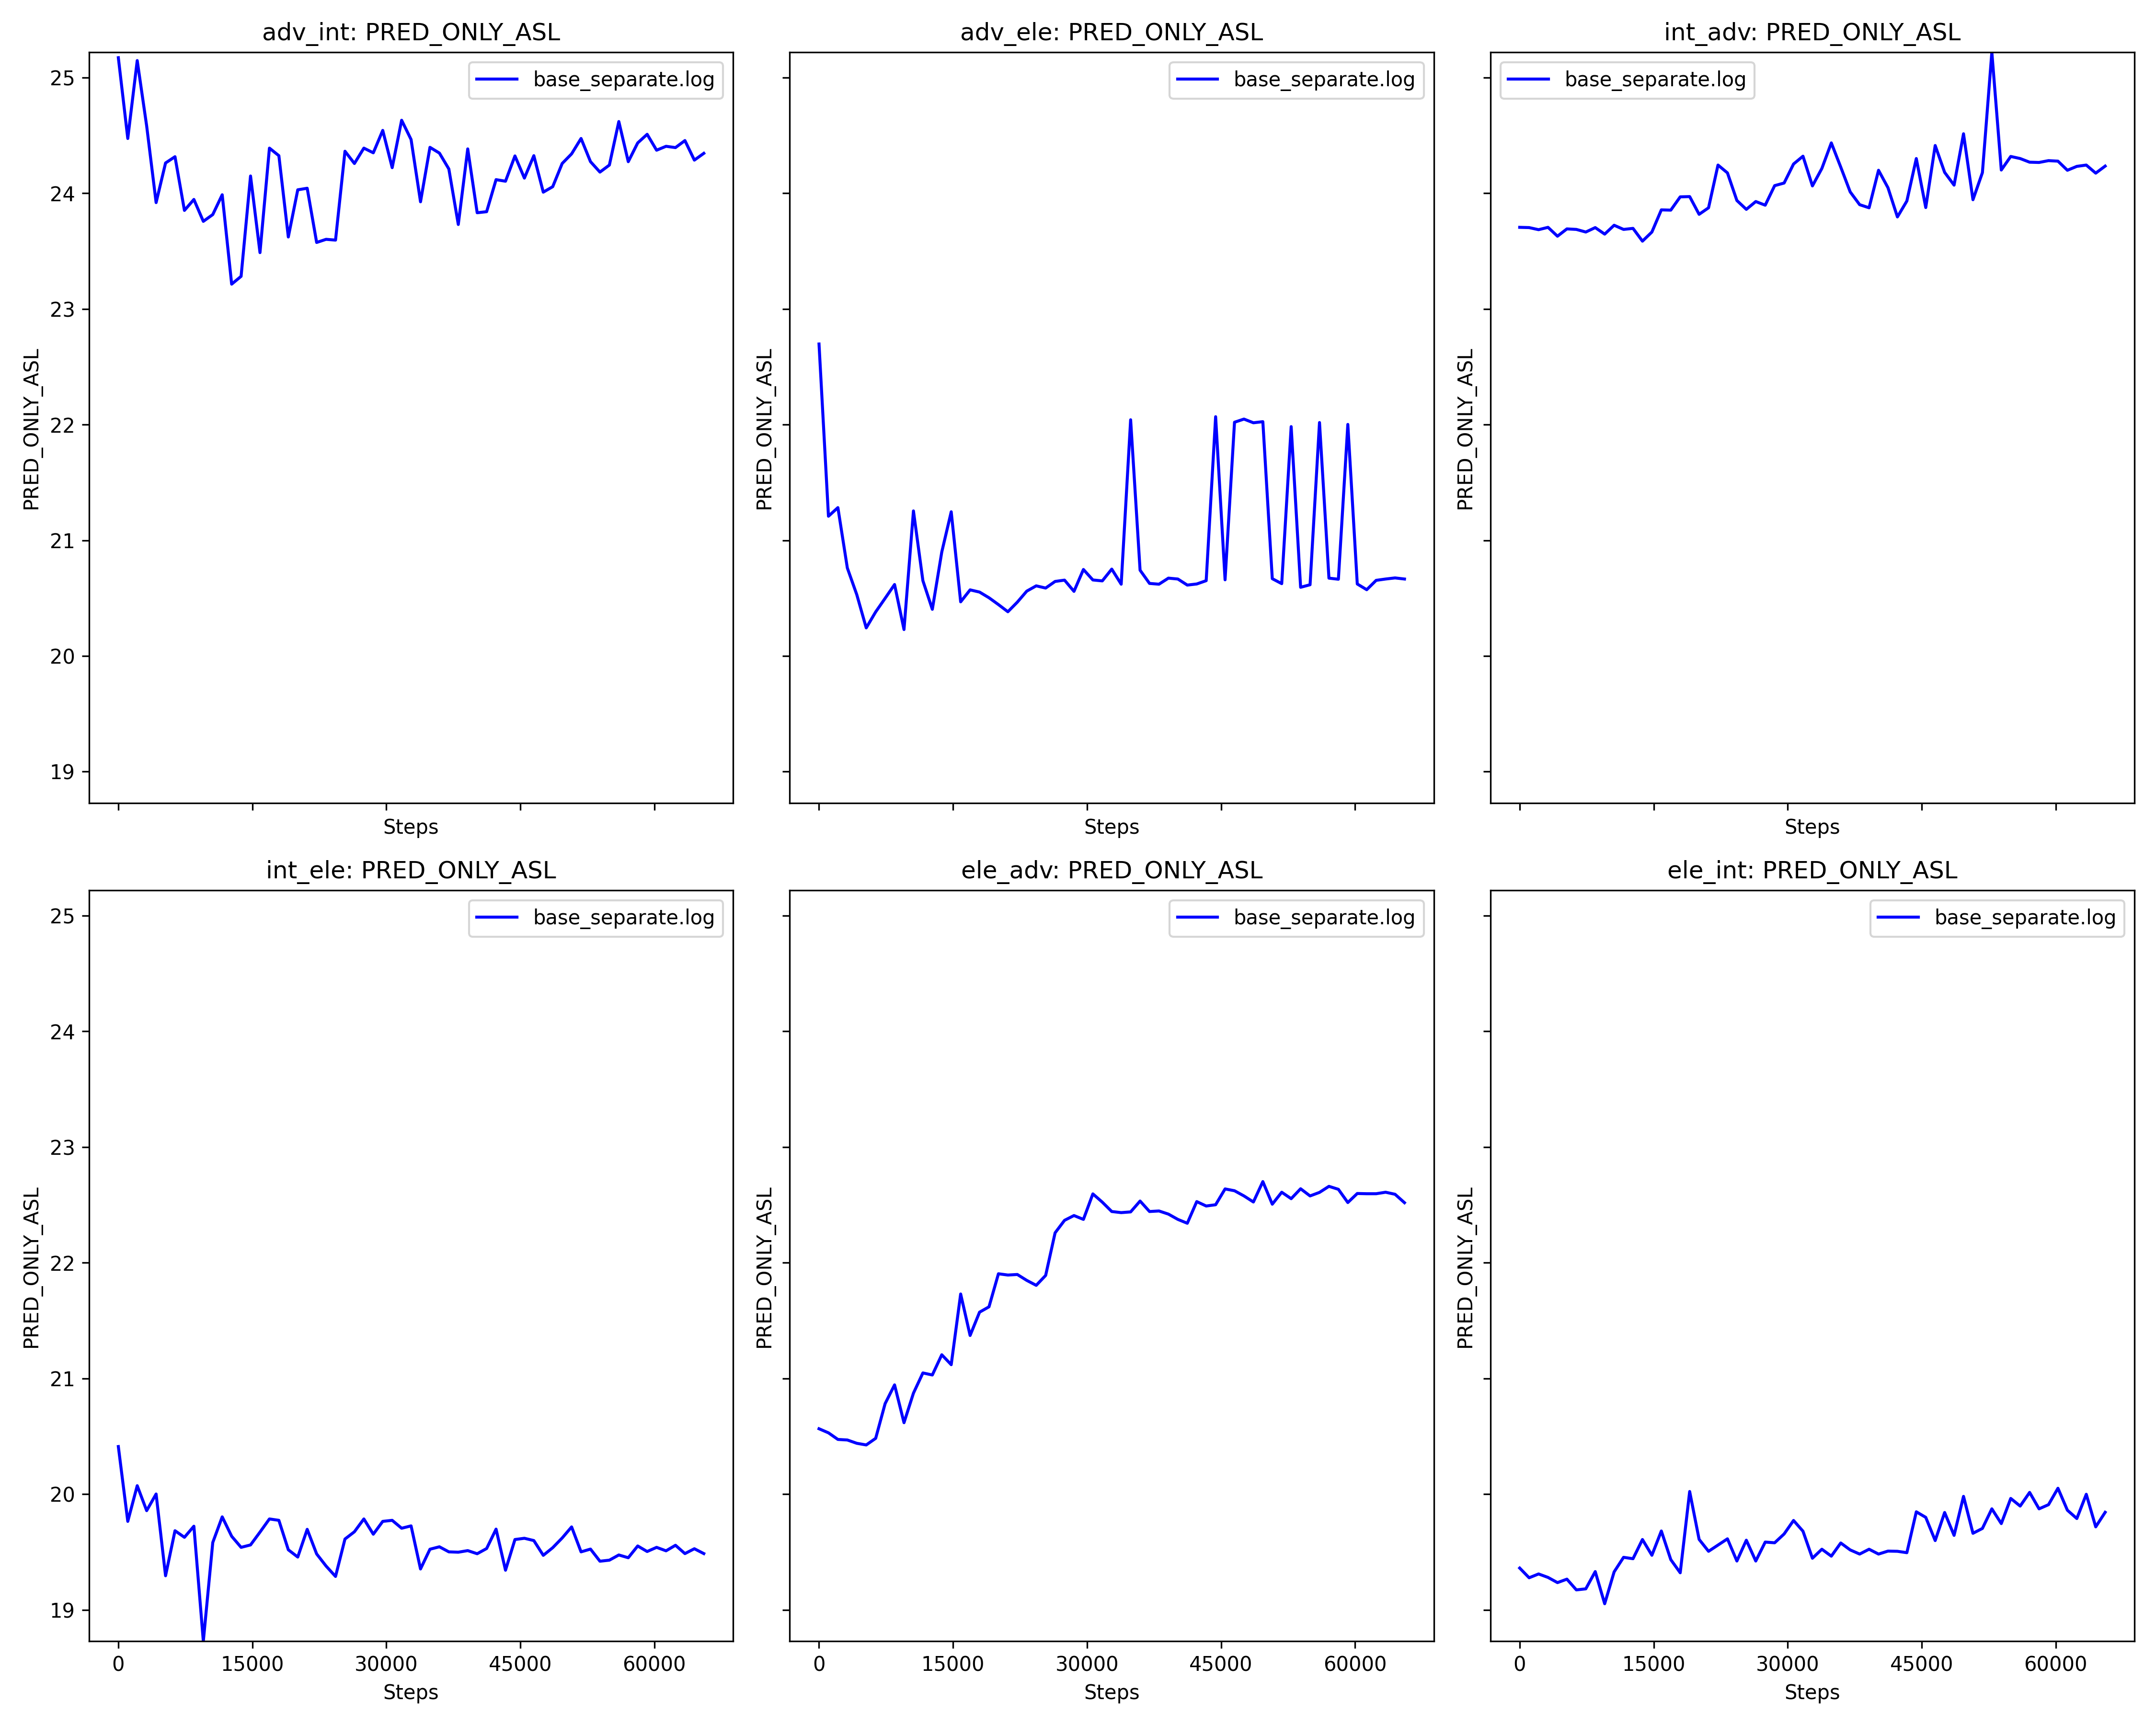 adv_int: PRED_ONLY_ASL
adv_ele: PRED_ONLY_ASL
int_adv: PRED_ONLY_ASL
base_separate.log
base_separate.log
base_separate.log
25
24
23
22
21
20
19
PRED_ONLY_ASL
PRED_ONLY_ASL
PRED_ONLY_ASL
Steps
Steps
Steps
int_ele: PRED_ONLY_ASL
ele_adv: PRED_ONLY_ASL
ele_int: PRED_ONLY_ASL
base_separate.log
base_separate.log
base_separate.log
25
24
23
22
21
20
19
PRED_ONLY_ASL
PRED_ONLY_ASL
PRED_ONLY_ASL
0 15000 30000 45000 60000
0 15000 30000 45000 60000
0 15000 30000 45000 60000
Steps
Steps
Steps